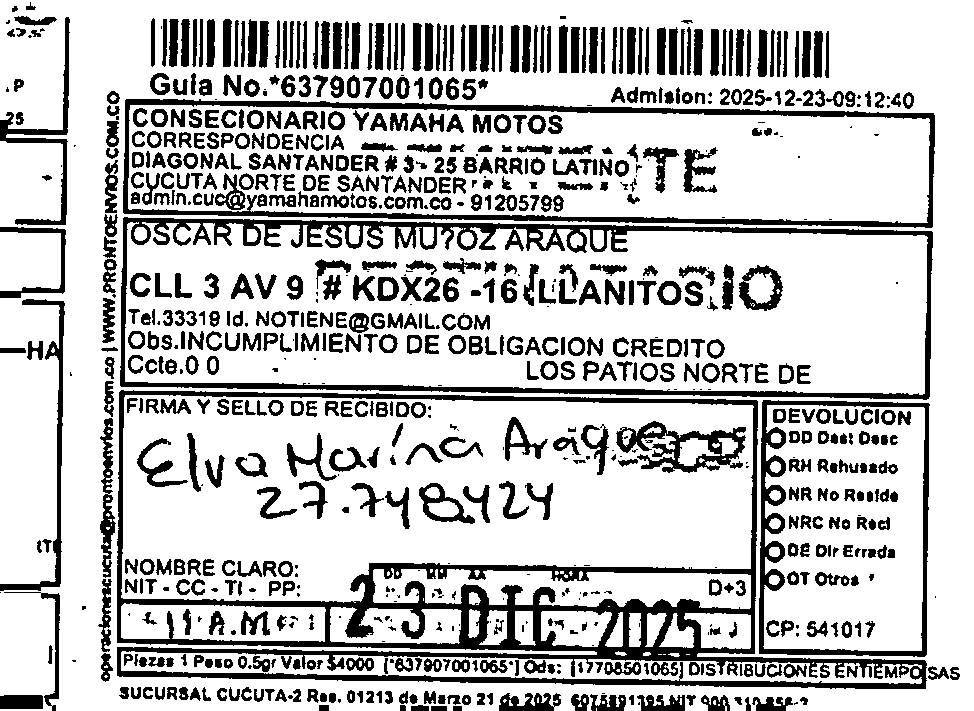 Guia No.*637907001065*
Admision: 2025-12-23-09:12:40
CONSECIONARIO YAMAHA MOTOS
CORRESPONDENCIA
DIAGONAL SANTANDER # 3 - 25 BARRIO LATINO
CUCUTA NORTE DE SANTANDER
admin.cuc@yamahamotos.com.co - 91205799
OSCAR DE JESUS MU?OZ ARAQUE
CLL 3 AV 9 # KDX26 -16 LLANITOS
Tel.33319 Id. NOTIENE@GMAIL.COM
Obs.INCUMPLIMIENTO DE OBLIGACION CREDITO
Ccte.0 0
LOS PATIOS NORTE DE
operacionescucuta@prontoenvios.com.co | WWW.PRONTOENVIOS.COM.CO
FIRMA Y SELLO DE RECIBIDO:
Elva Marína Araque
27.748.424
NOMBRE CLARO:
NIT - CC - TI - PP:
DD MM AA HORA
D+3
23 DIC 2025
11 A.M
DEVOLUCION
DD Dest Desc
RH Rehusado
NR No Reside
NRC No Recl
DE Dir Errada
OT Otros
CP: 541017
Piezas 1 Peso 0.5gr Valor $4000 [*637907001065*] Ods: [17708501065] DISTRIBUCIONES ENTIEMPO SAS
SUCURSAL CUCUTA-2 Res. 01213 de Marzo 21 de 2025